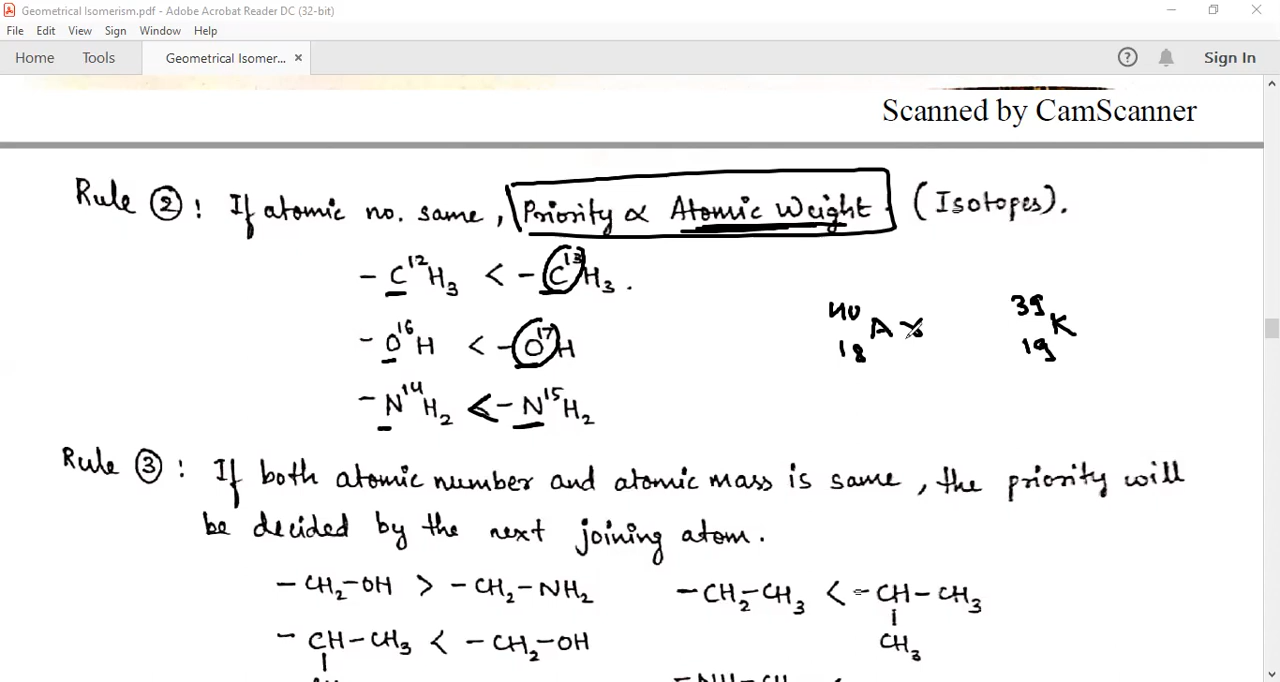 Geometrical Isomerism.pdf - Adobe Acrobat Reader DC (32-bit)
File Edit View Sign Window Help
Home Tools Geometrical Isomer... × ? Sign In
Scanned by CamScanner
Rule ②: If atomic no. same, Priority ∝ Atomic Weight (Isotopes).
- C¹²H₃ < - C¹³H₃.
- O¹⁶H < - O¹⁷H
⁴⁰₁₈Ar ³⁹₁₉K
- N¹⁴H₂ < - N¹⁵H₂
Rule ③: If both atomic number and atomic mass is same, the priority will
be decided by the next joining atom.
- CH₂-OH > - CH₂-NH₂ - CH₂-CH₃ < - CH-CH₃
CH₃
- CH-CH₃ < - CH₂-OH